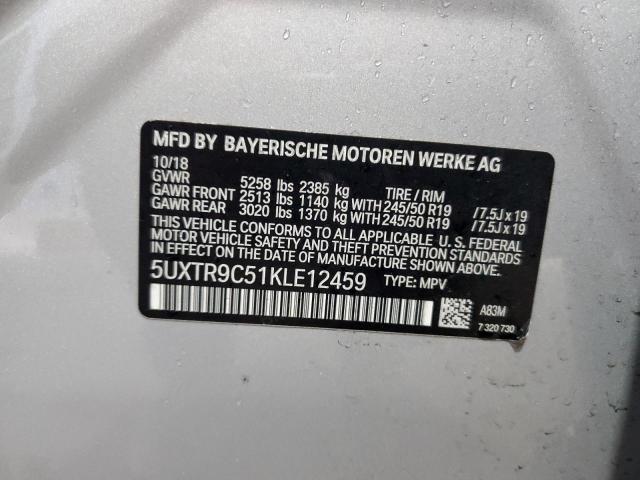 MFD BY BAYERISCHE MOTOREN WERKE AG
10/18
GVWR 5258 lbs 2385 kg TIRE / RIM
GAWR FRONT 2513 lbs 1140 kg WITH 245/50 R19 /7.5J x 19
GAWR REAR 3020 lbs 1370 kg WITH 245/50 R19 /7.5J x 19
THIS VEHICLE CONFORMS TO ALL APPLICABLE U. S. FEDERAL
MOTOR VEHICLE SAFETY, BUMPER, AND THEFT PREVENTION STANDARDS
IN EFFECT ON THE DATE OF MANUFACTURE SHOWN ABOVE.
5UXTR9C51KLE12459 TYPE: MPV
A83M
7 320 730